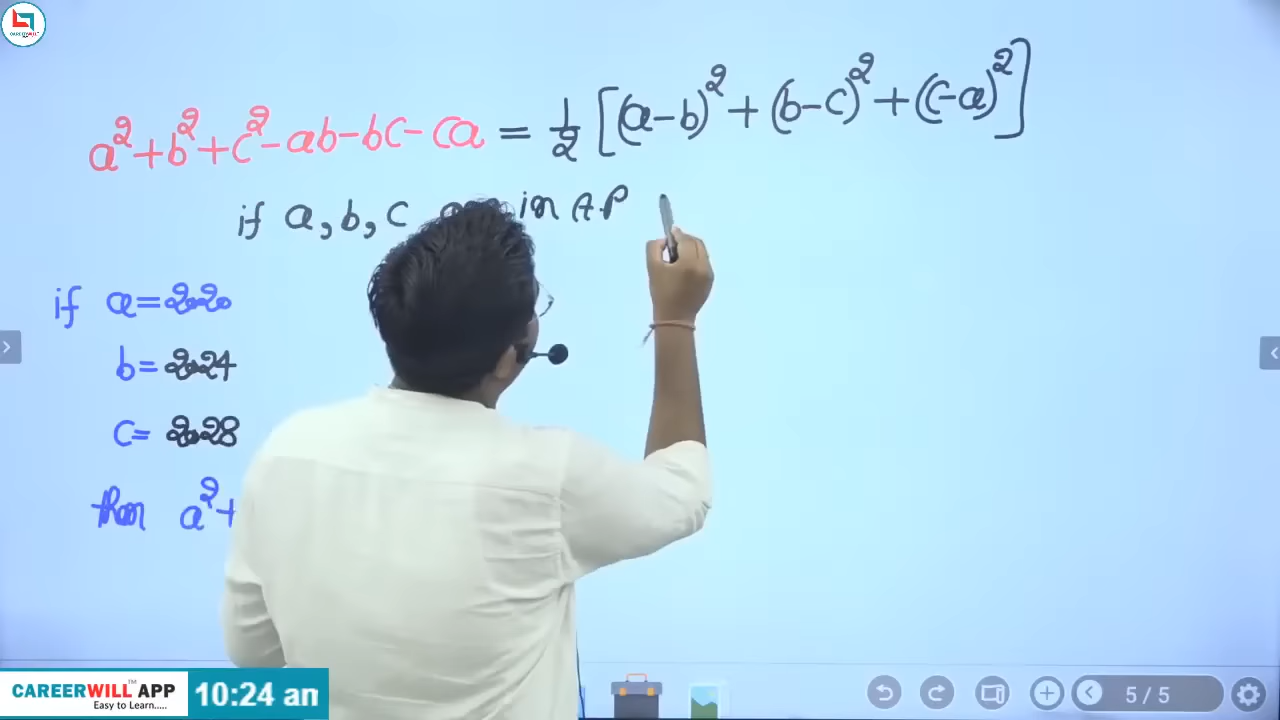 CAREERWILL
a²+b²+c²-ab-bc-ca = 1/2 [(a-b)²+(b-c)²+(c-a)²]
if a, b, c in A.P
if a=2020
b=2024
c=2028
then a²+
CAREERWILL APP
Easy to Learn.....
10:24 an
5 / 5